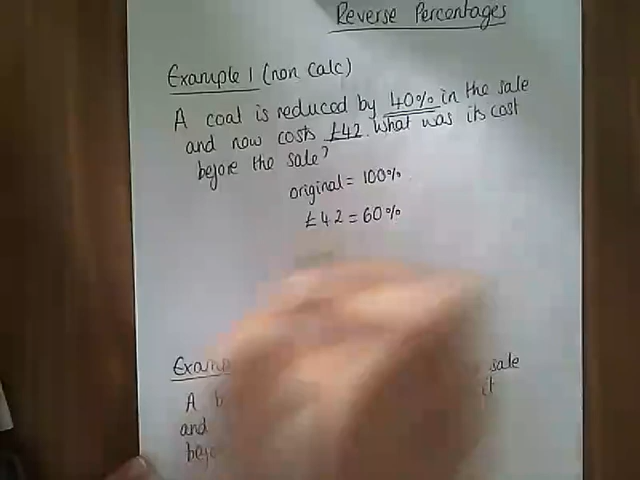 Reverse Percentages
Example 1 (non calc)
A coat is reduced by 40% in the sale
and now costs £42. What was its cost
before the sale?
original = 100%
£42 = 60%
sale
A
it
and